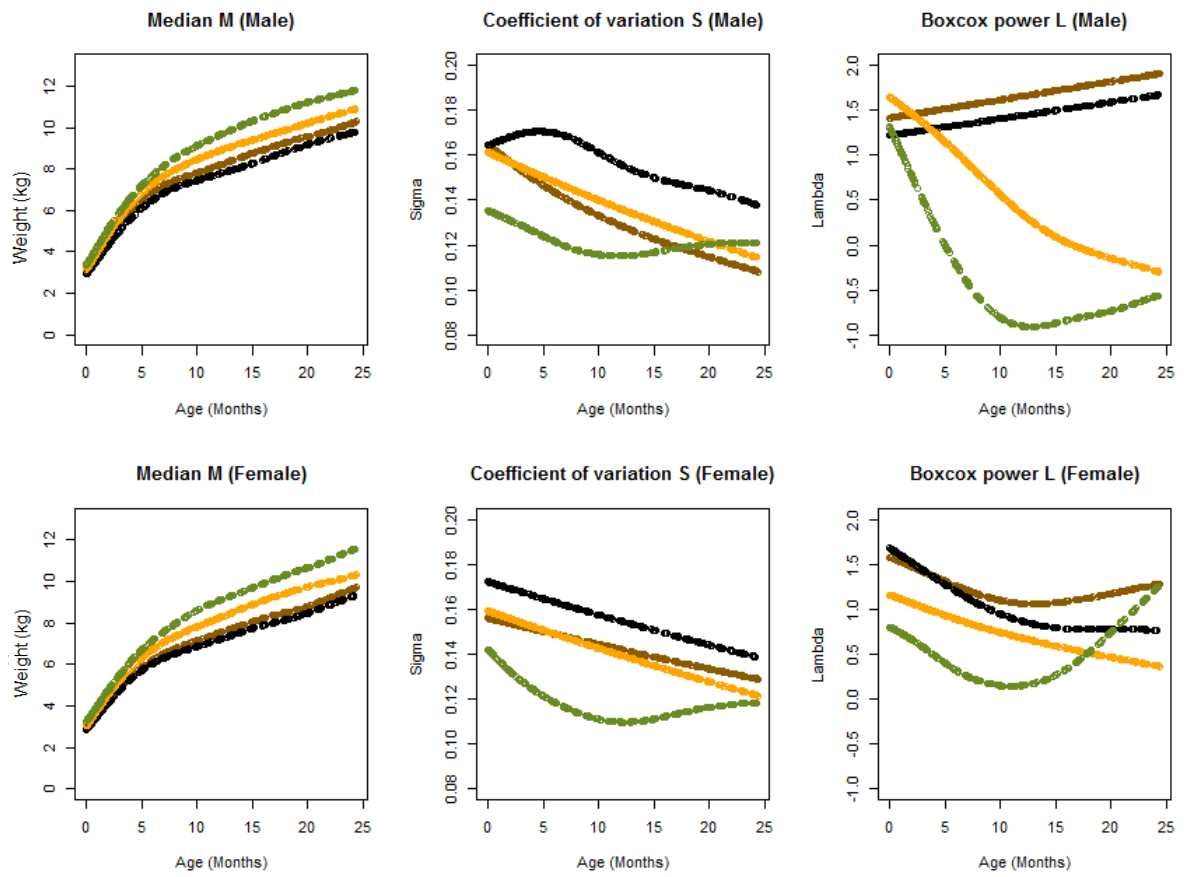 Median M (Male)
Coefficient of variation S (Male)
Boxcox power L (Male)
Weight (kg)
0 2 4 6 8 10 12
0 5 10 15 20 25
Age (Months)
Sigma
0.08 0.10 0.12 0.14 0.16 0.18 0.20
0 5 10 15 20 25
Age (Months)
Lambda
-1.0 -0.5 0.0 0.5 1.0 1.5 2.0
0 5 10 15 20 25
Age (Months)
Median M (Female)
Coefficient of variation S (Female)
Boxcox power L (Female)
Weight (kg)
0 2 4 6 8 10 12
0 5 10 15 20 25
Age (Months)
Sigma
0.08 0.10 0.12 0.14 0.16 0.18 0.20
0 5 10 15 20 25
Age (Months)
Lambda
-1.0 -0.5 0.0 0.5 1.0 1.5 2.0
0 5 10 15 20 25
Age (Months)